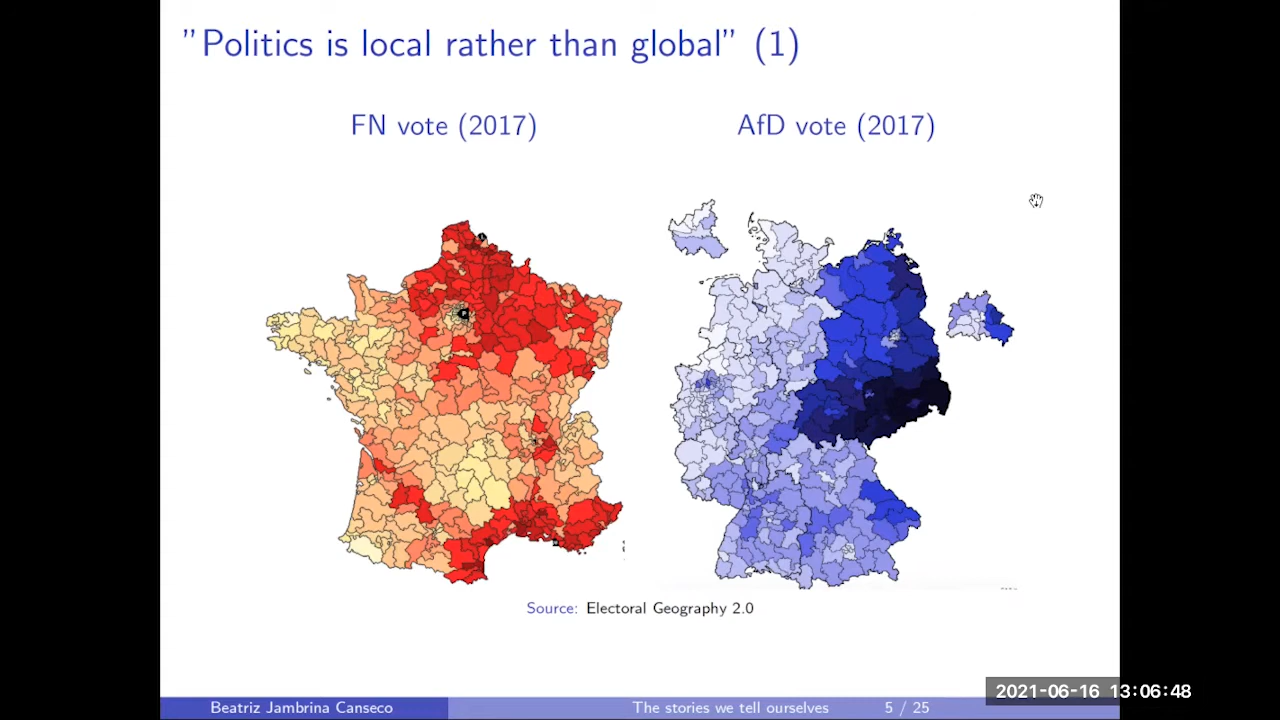 "Politics is local rather than global" (1)
FN vote (2017)
AfD vote (2017)
Source: Electoral Geography 2.0
2021-06-16 13:06:48
Beatriz Jambrina Canseco
The stories we tell ourselves
5 / 25